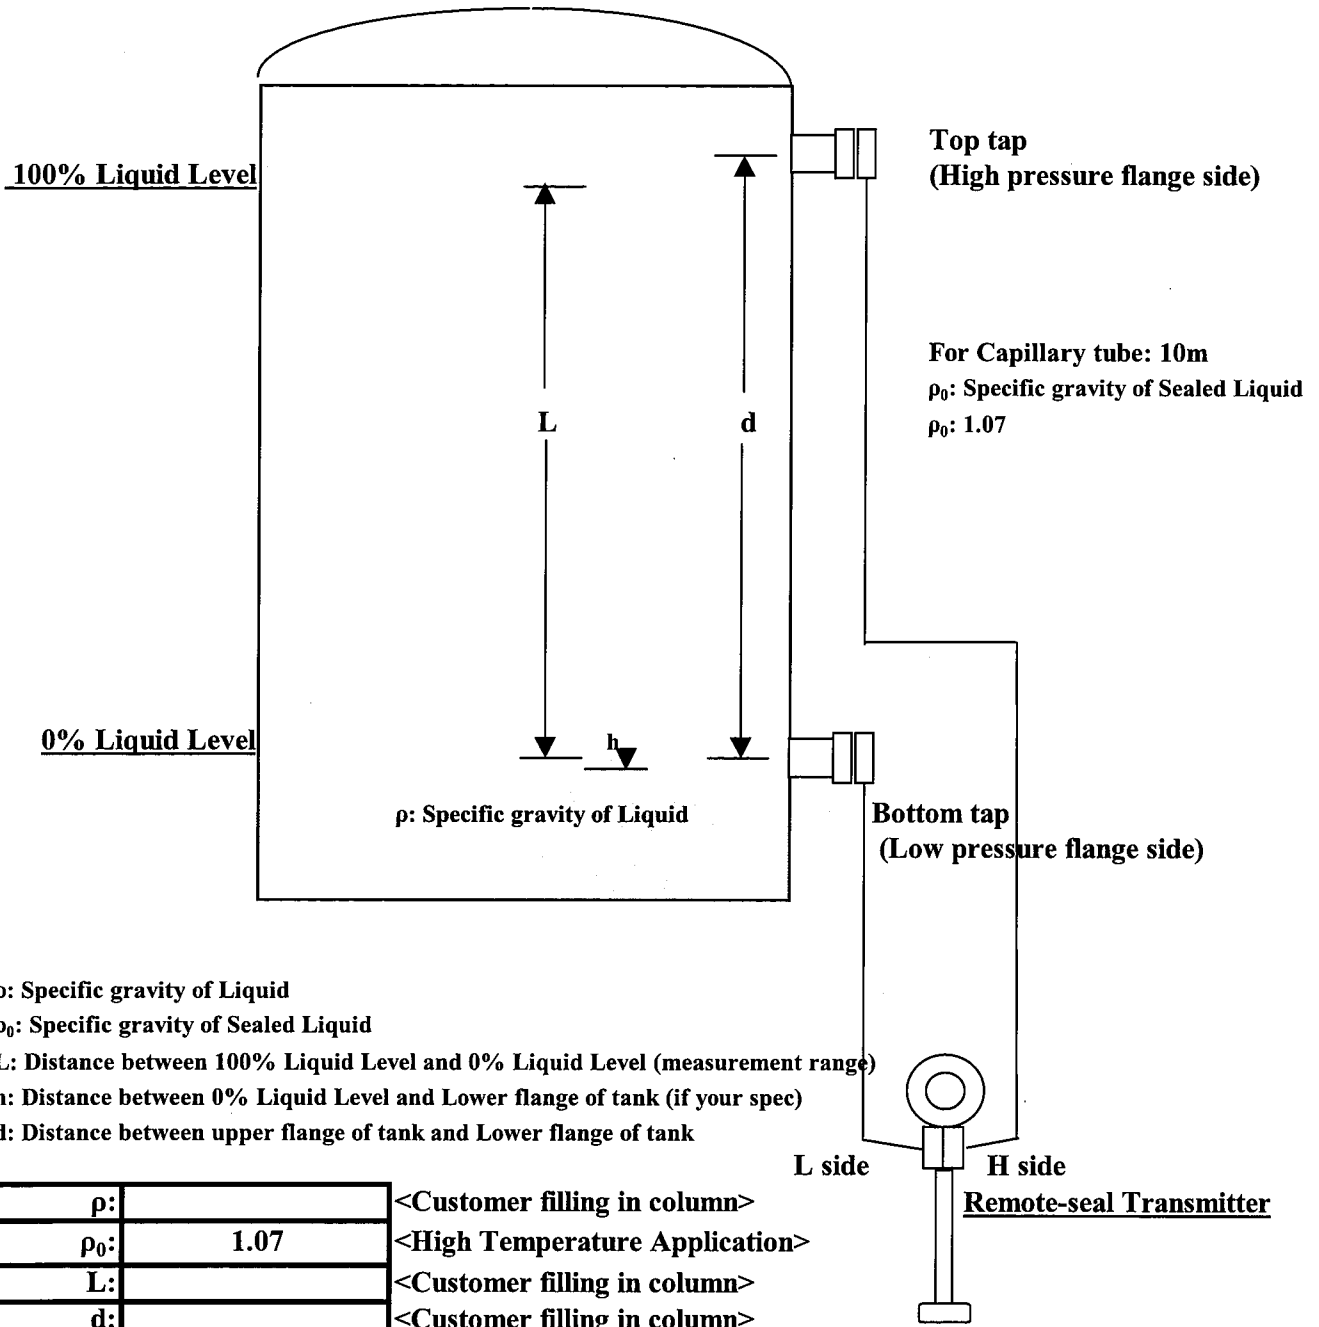 Top tap
100% Liquid Level
(High pressure flange side)
For Capillary tube: 10m
ρ₀: Specific gravity of Sealed Liquid
L
d
ρ₀: 1.07
0% Liquid Level
h
ρ: Specific gravity of Liquid
Bottom tap
(Low pressure flange side)
ρ: Specific gravity of Liquid
ρ₀: Specific gravity of Sealed Liquid
L: Distance between 100% Liquid Level and 0% Liquid Level (measurement range)
h: Distance between 0% Liquid Level and Lower flange of tank (if your spec)
d: Distance between upper flange of tank and Lower flange of tank
L side
H side
Remote-seal Transmitter
ρ: <Customer filling in column>
ρ₀: 1.07 <High Temperature Application>
L: <Customer filling in column>
d: <Customer filling in column>